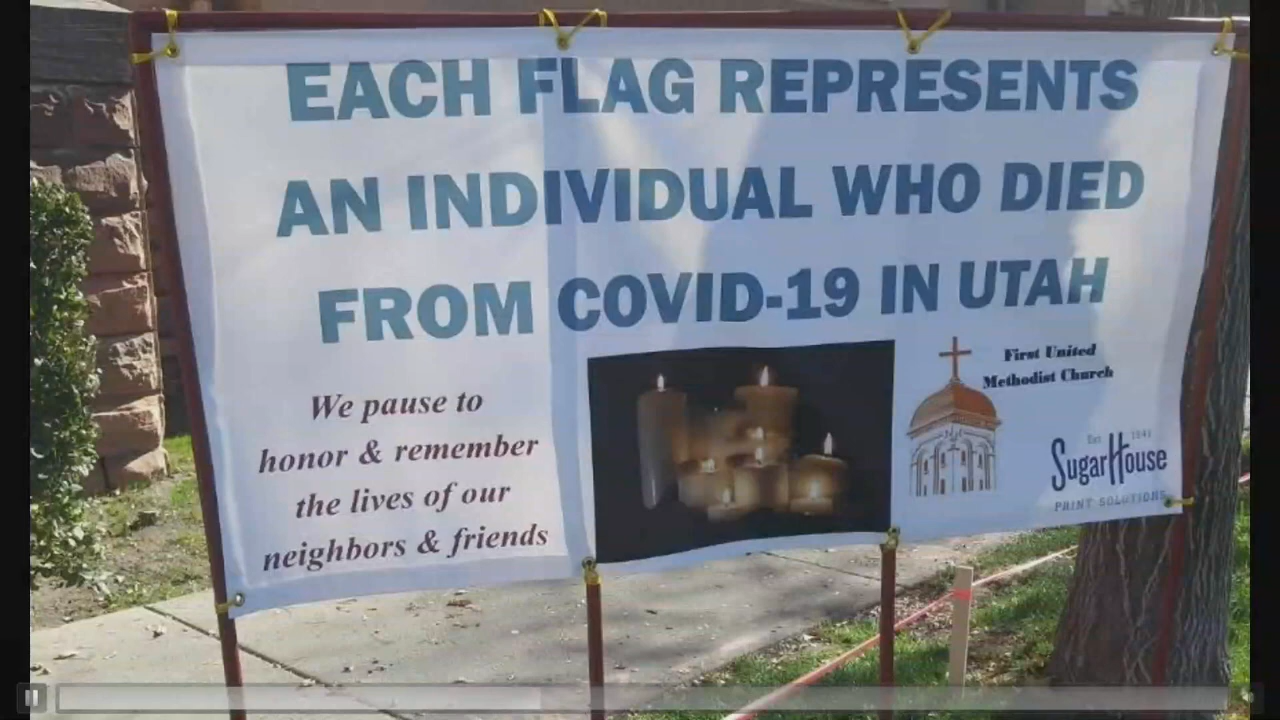 EACH FLAG REPRESENTS
AN INDIVIDUAL WHO DIED
FROM COVID-19 IN UTAH
We pause to
honor & remember
the lives of our
neighbors & friends
First United
Methodist Church
Est 1941
SugarHouse
PRINT SOLUTIONS